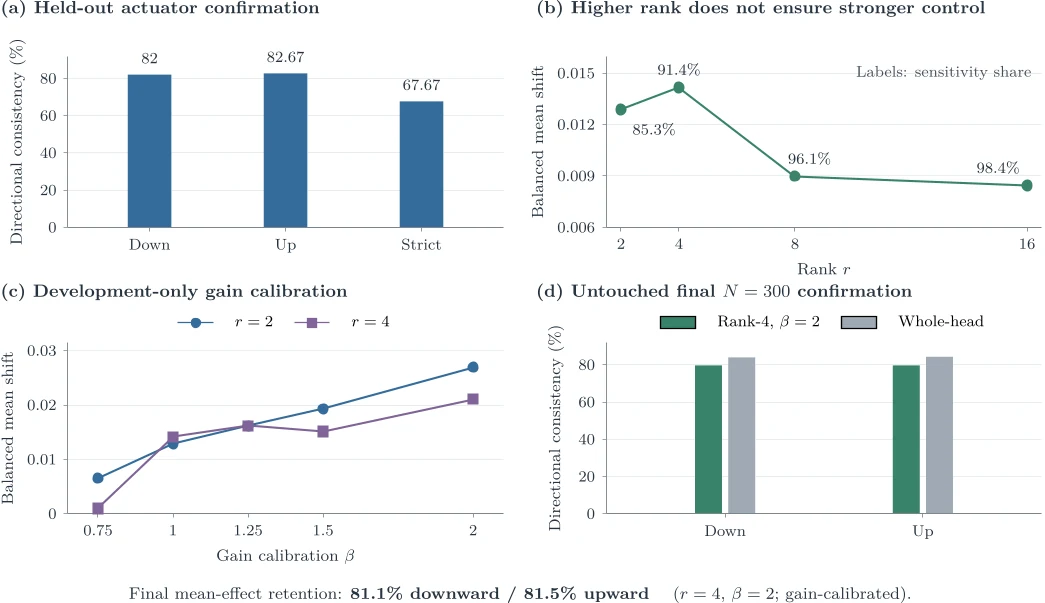 (a) Held-out actuator confirmation
Directional consistency (%)
80
60
40
20
0
82
82.67
67.67
Down
Up
Strict
(b) Higher rank does not ensure stronger control
Balanced mean shift
0.015
0.012
0.009
0.006
Labels: sensitivity share
85.3%
91.4%
96.1%
98.4%
2
4
8
16
Rank r
(c) Development-only gain calibration
r = 2
r = 4
Balanced mean shift
0.03
0.02
0.01
0
0.75
1
1.25
1.5
2
Gain calibration β
(d) Untouched final N = 300 confirmation
Rank-4, β = 2
Whole-head
Directional consistency (%)
80
60
40
20
0
Down
Up
Final mean-effect retention: 81.1% downward / 81.5% upward (r = 4, β = 2; gain-calibrated).